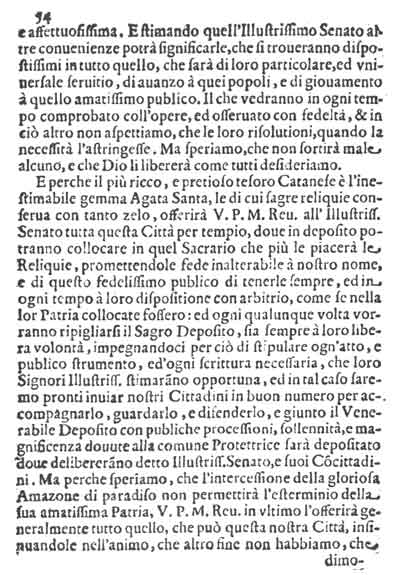 94
e affettuosissima. Estimando quell'Illustrissimo Senato al-
tre conuenienze potrà significarle, che si troueranno dispo-
stissimi in tutto quello, che sarà di loro particolare, ed vni-
uersale seruitio, di auanzo à quei popoli, e di giouamento
à quello amatissimo publico. Il che vedranno in ogni tem-
po comprobato coll'opere, ed osseruato con fedeltà, & in
ciò altro non aspettiamo, che le loro risolutioni, quando la
necessità l'astringesse. Ma speriamo, che non sortirà male
alcuno, e che Dio li libererà come tutti desideriamo.
E perche il più ricco, e pretioso tesoro Catanese è l'ine-
stimabile gemma Agata Santa, le di cui sagre reliquie con-
serua con tanto zelo, offerirà V. P. M. Reu. all' Illustriss.
Senato tutta questa Città per tempio, doue in deposito po-
tranno collocare in quel Sacrario che più le piacerà le
Reliquie, promettendole fede inalterabile à nostro nome,
e di questo fedelissimo publico di tenerle sempre, ed in
ogni tempo à loro dispositione con arbitrio, come se nella
lor Patria collocate fossero: ed ogni qualunque volta vor-
ranno ripigliarsi il Sagro Deposito, sia sempre à loro libe-
ra volontà, impegnandoci per ciò di stipulare ogn'atto, e
publico strumento, ed'ogni scrittura necessaria, che loro
Signori Illustriss. stimarãno opportuna, ed in tal caso fare-
mo pronti inuiar nostri Cittadini in buon numero per ac-
compagnarlo, guardarlo, e difenderlo, e giunto il Vene-
rabile Deposito con publiche processioni, sollennità, e ma-
gnificenza douute alla comune Protettrice sarà depositato
doue delibererãno detto Illustriss. Senato, e suoi Cõcittadi-
ni. Ma perche speriamo, che l'intercessione della gloriosa
Amazone di paradiso non permetterà l'esterminio della
sua amatissima Patria, V. P. M. Reu. in vltimo l'offerirà ge-
neralmente tutto quello, che può questa nostra Città, insi-
nuandole nell'animo, che altro fine non habbiamo, che
dimo-